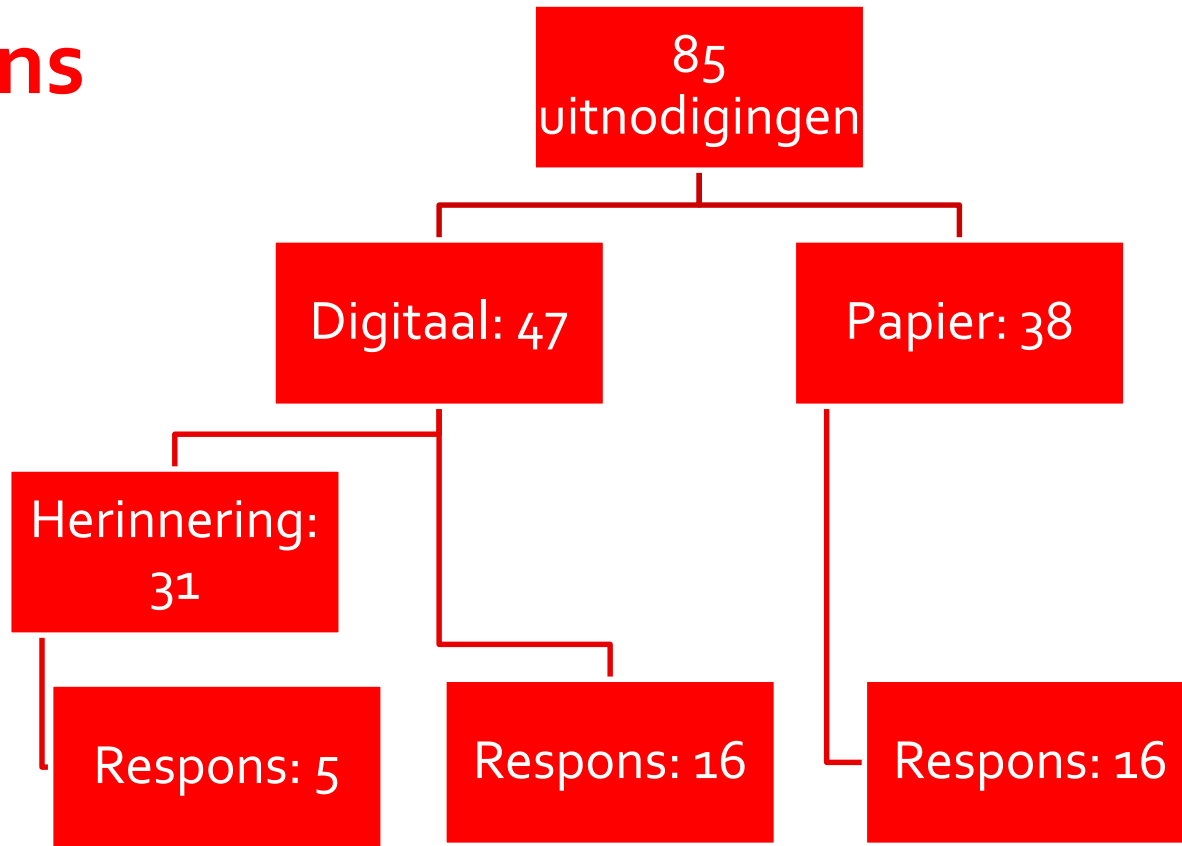 ns
85
uitnodigingen
Digitaal: 47
Papier: 38
Herinnering:
31
Respons: 5
Respons: 16
Respons: 16